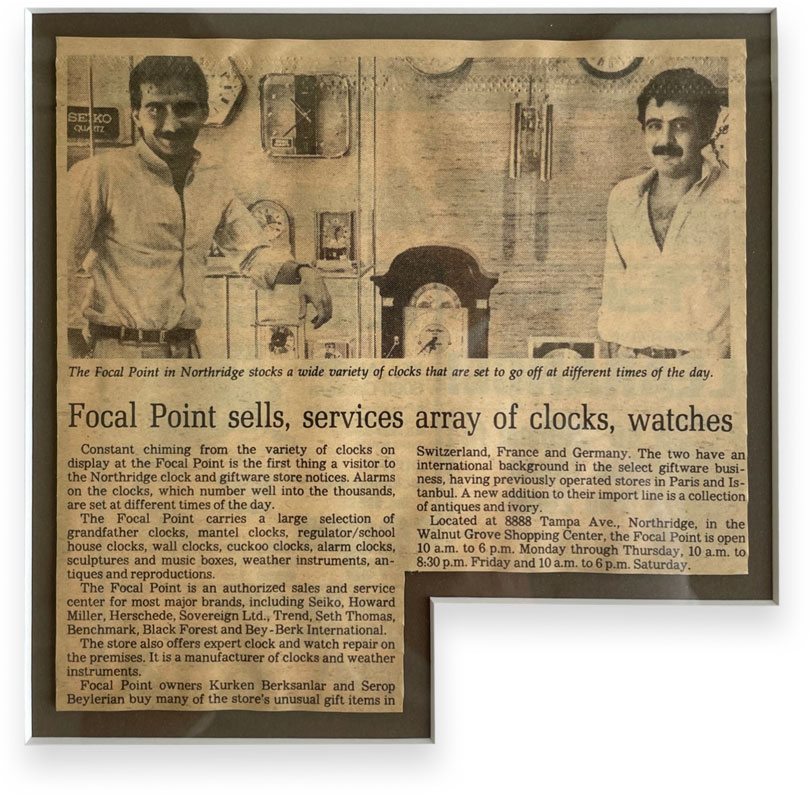 SEIKO
QUARTZ
The Focal Point in Northridge stocks a wide variety of clocks that are set to go off at different times of the day.
Focal Point sells, services array of clocks, watches
Constant chiming from the variety of clocks on
display at the Focal Point is the first thing a visitor to
the Northridge clock and giftware store notices. Alarms
on the clocks, which number well into the thousands,
are set at different times of the day.
The Focal Point carries a large selection of
grandfather clocks, mantel clocks, regulator/school
house clocks, wall clocks, cuckoo clocks, alarm clocks,
sculptures and music boxes, weather instruments, an-
tiques and reproductions.
The Focal Point is an authorized sales and service
center for most major brands, including Seiko, Howard
Miller, Herschede, Sovereign Ltd., Trend, Seth Thomas,
Benchmark, Black Forest and Bey-Berk International.
The store also offers expert clock and watch repair on
the premises. It is a manufacturer of clocks and weather
instruments.
Focal Point owners Kurken Berksanlar and Serop
Beylerian buy many of the store's unusual gift items in
Switzerland, France and Germany. The two have an
international background in the select giftware busi-
ness, having previously operated stores in Paris and Is-
tanbul. A new addition to their import line is a collection
of antiques and ivory.
Located at 8888 Tampa Ave., Northridge, in the
Walnut Grove Shopping Center, the Focal Point is open
10 a.m. to 6 p.m. Monday through Thursday, 10 a.m. to
8:30 p.m. Friday and 10 a.m. to 6 p.m. Saturday.